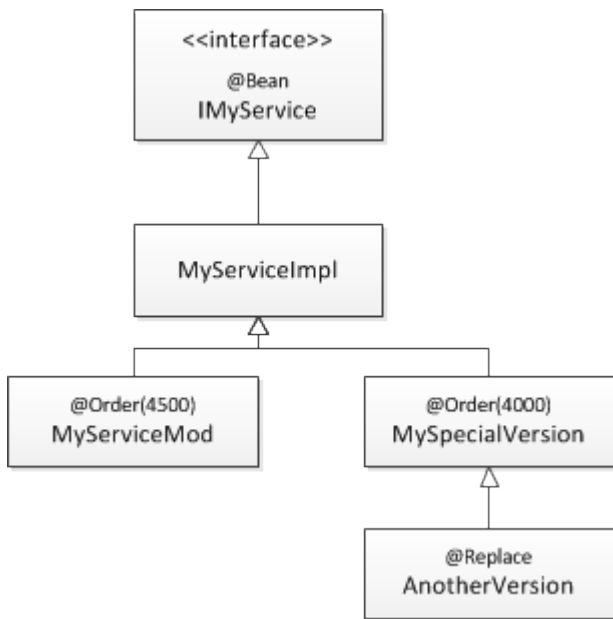 <<interface>>
@Bean
IMyService
MyServiceImpl
@Order(4500)
MyServiceMod
@Order(4000)
MySpecialVersion
@Replace
AnotherVersion